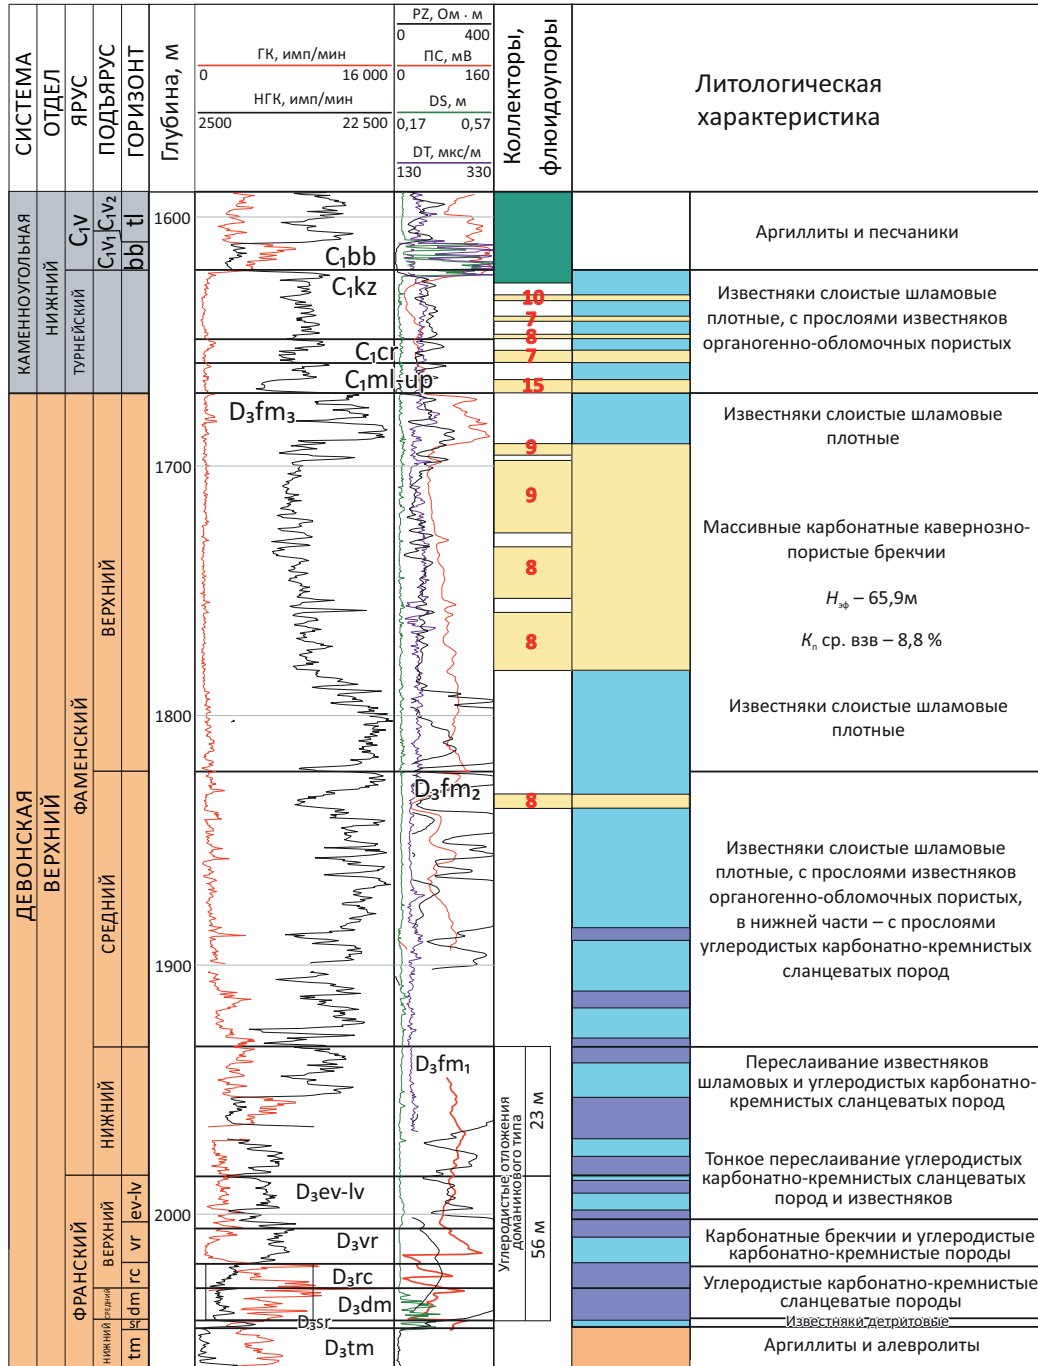 СИСТЕМА
ОТДЕЛ
ЯРУС
ПОДЪЯРУС
ГОРИЗОНТ
Глубина, м
ГК, имп/мин
0 16 000
НГК, имп/мин
2500 22 500
PZ, Ом · м
0 400
ПС, мВ
0 160
DS, м
0,17 0,57
DT, мкс/м
130 330
Коллекторы,
флюидоупоры
Литологическая
характеристика
КАМЕННОУГОЛЬНАЯ
НИЖНИЙ
C₁v
C₁v₁
C₁v₂
tl
bb
ТУРНЕЙСКИЙ
ДЕВОНСКАЯ
ВЕРХНИЙ
ФАМЕНСКИЙ
ВЕРХНИЙ
СРЕДНИЙ
НИЖНИЙ
ФРАНСКИЙ
ВЕРХНИЙ
СРЕДНИЙ
НИЖНИЙ
ev-lv
vr
rc
dm
sr
tm
1600
1700
1800
1900
2000
C₁bb
C₁kz
C₁cr
C₁ml-up
D₃fm₃
D₃fm₂
D₃fm₁
D₃ev-lv
D₃vr
D₃rc
D₃dm
D₃sr
D₃tm
10
7
8
7
15
9
9
8
8
8
Углеродистые отложения
доманикового типа
23 м
56 м
Аргиллиты и песчаники
Известняки слоистые шламовые
плотные, с прослоями известняков
органогенно-обломочных пористых
Известняки слоистые шламовые
плотные
Массивные карбонатные кавернозно-
пористые брекчии
Hэф – 65,9м
Kп ср. взв – 8,8 %
Известняки слоистые шламовые
плотные
Известняки слоистые шламовые
плотные, с прослоями известняков
органогенно-обломочных пористых,
в нижней части – с прослоями
углеродистых карбонатно-кремнистых
сланцеватых пород
Переслаивание известняков
шламовых и углеродистых карбонатно-
кремнистых сланцеватых пород
Тонкое переслаивание углеродистых
карбонатно-кремнистых сланцеватых
пород и известняков
Карбонатные брекчии и углеродистые
карбонатно-кремнистые породы
Углеродистые карбонатно-кремнистые
сланцеватые породы
Известняки детритовые
Аргиллиты и алевролиты